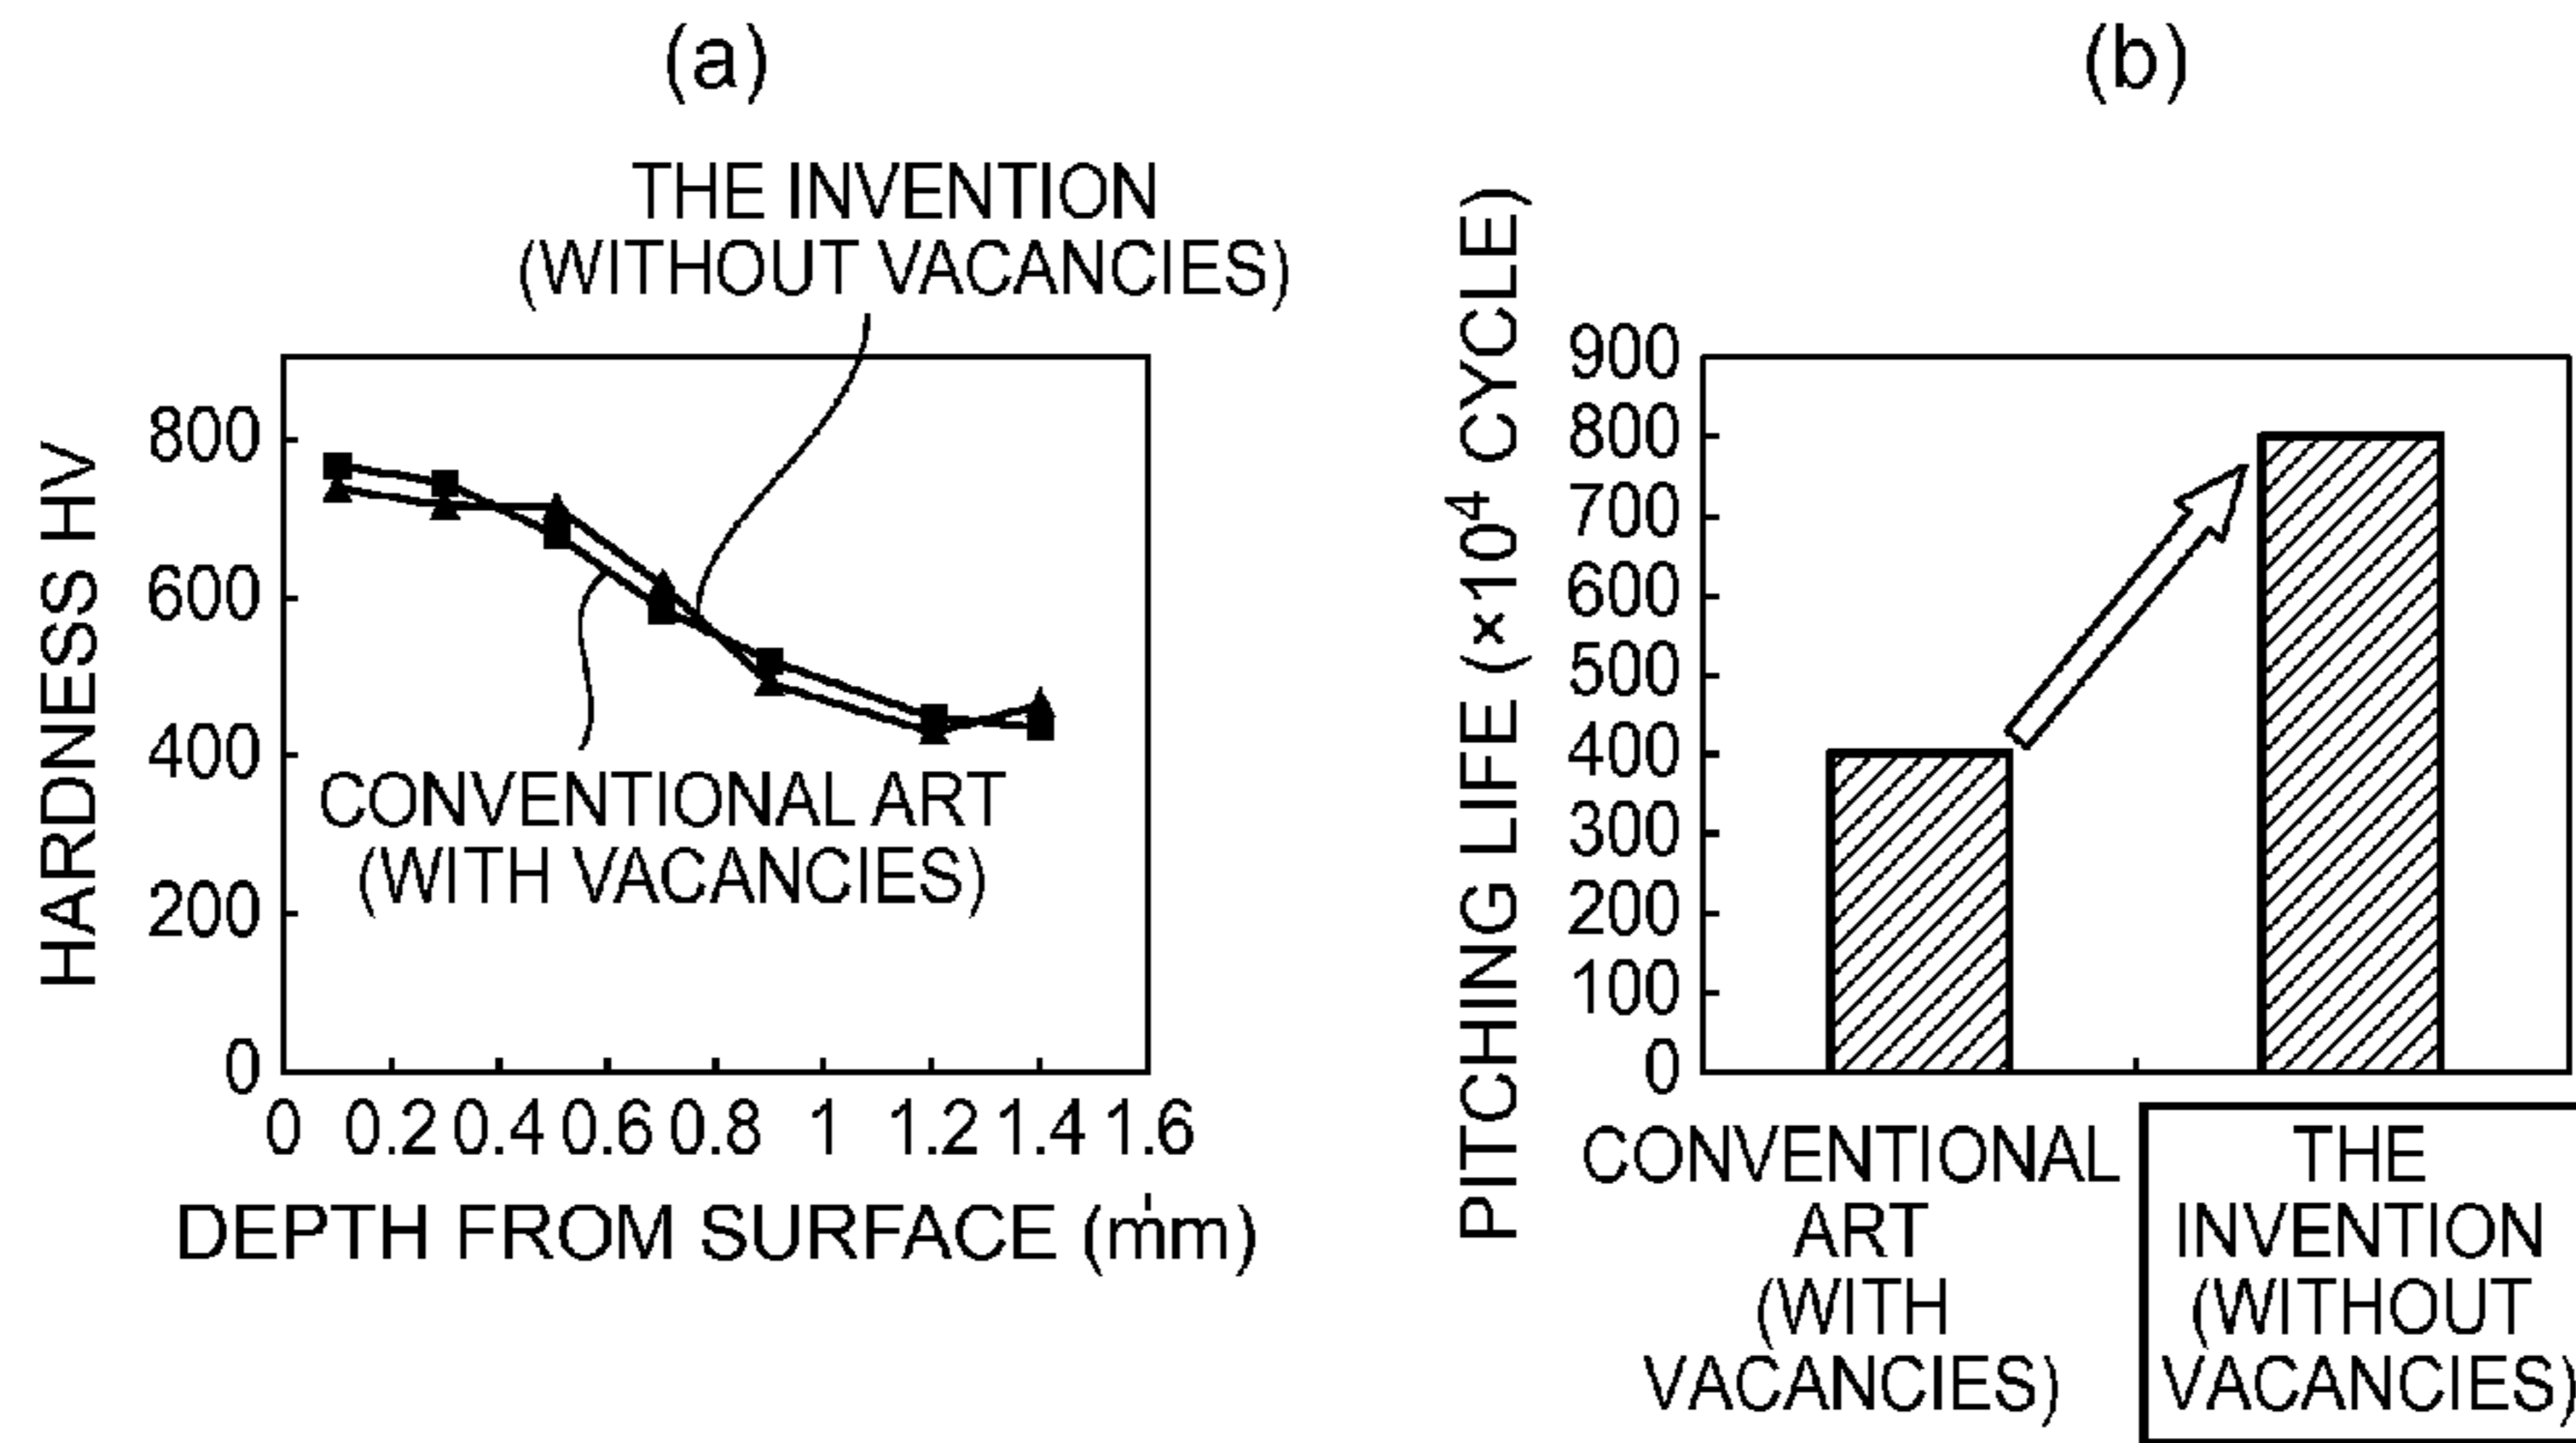 (a)
THE INVENTION
(WITHOUT VACANCIES)
HARDNESS HV
800
600
400
200
0
CONVENTIONAL ART
(WITH VACANCIES)
0 0.2 0.4 0.6 0.8 1 1.2 1.4 1.6
DEPTH FROM SURFACE (mm)
(b)
PITCHING LIFE (×10⁴ CYCLE)
900
800
700
600
500
400
300
200
100
0
CONVENTIONAL
ART
(WITH
VACANCIES)
THE
INVENTION
(WITHOUT
VACANCIES)